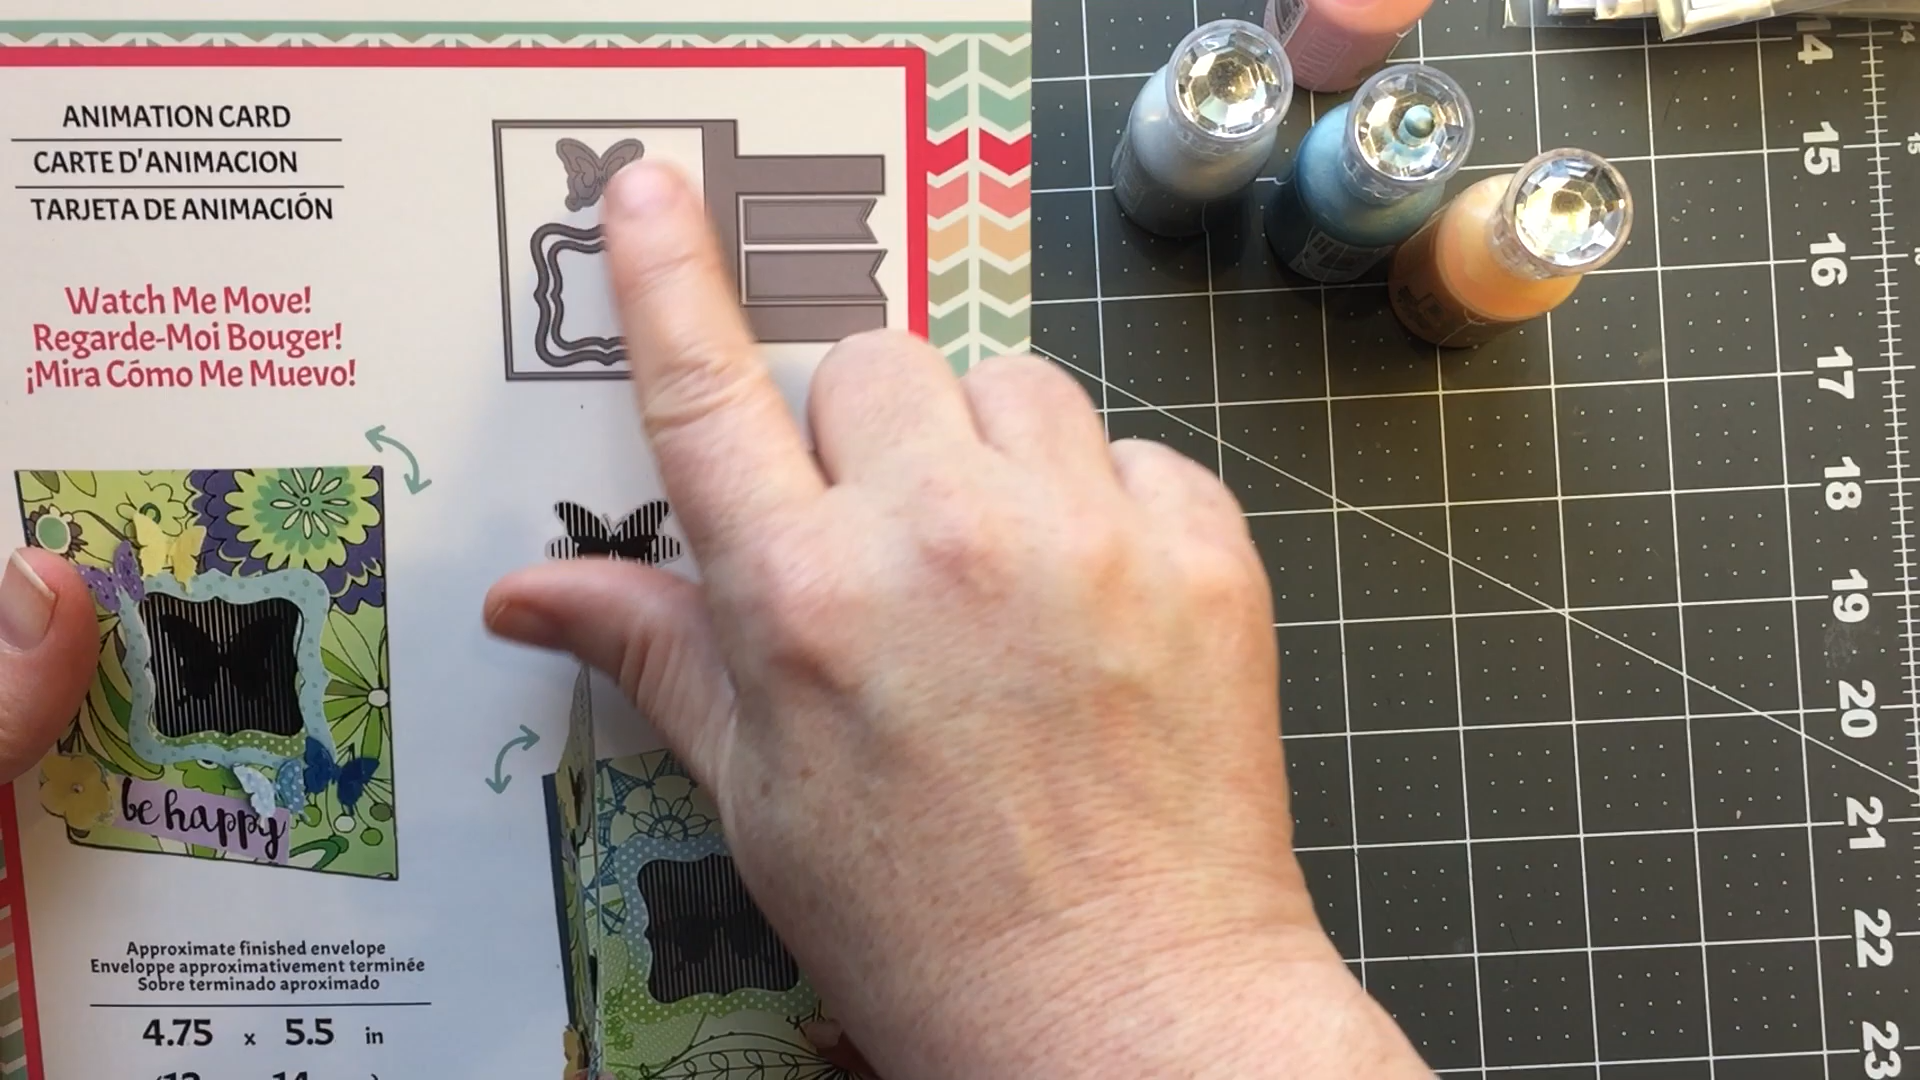 ANIMATION CARD
CARTE D'ANIMACION
TARJETA DE ANIMACIÓN
Watch Me Move!
Regarde-Moi Bouger!
¡Mira Cómo Me Muevo!
be happy
Approximate finished envelope
Enveloppe approximativement terminée
Sobre terminado aproximado
4.75 x 5.5 in
14
15
16
17
18
19
20
21
22
23